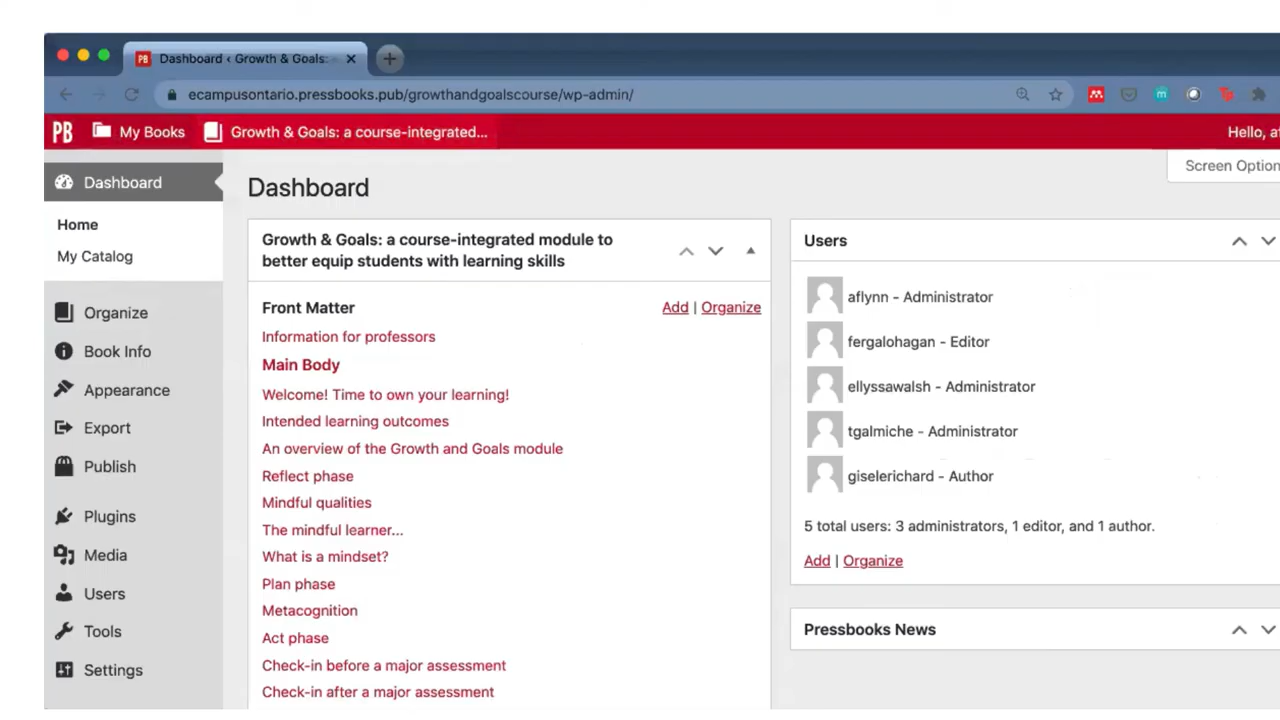 PB Dashboard ‹ Growth & Goals:
ecampusontario.pressbooks.pub/growthandgoalscourse/wp-admin/
PB My Books Growth & Goals: a course-integrated... Hello,
Dashboard
Home
My Catalog
Organize
Book Info
Appearance
Export
Publish
Plugins
Media
Users
Tools
Settings
Screen Option
Dashboard
Growth & Goals: a course-integrated module to
better equip students with learning skills
Front Matter Add | Organize
Information for professors
Main Body
Welcome! Time to own your learning!
Intended learning outcomes
An overview of the Growth and Goals module
Reflect phase
Mindful qualities
The mindful learner...
What is a mindset?
Plan phase
Metacognition
Act phase
Check-in before a major assessment
Check-in after a major assessment
Users
aflynn - Administrator
fergalohagan - Editor
ellyssawalsh - Administrator
tgalmiche - Administrator
giselerichard - Author
5 total users: 3 administrators, 1 editor, and 1 author.
Add | Organize
Pressbooks News